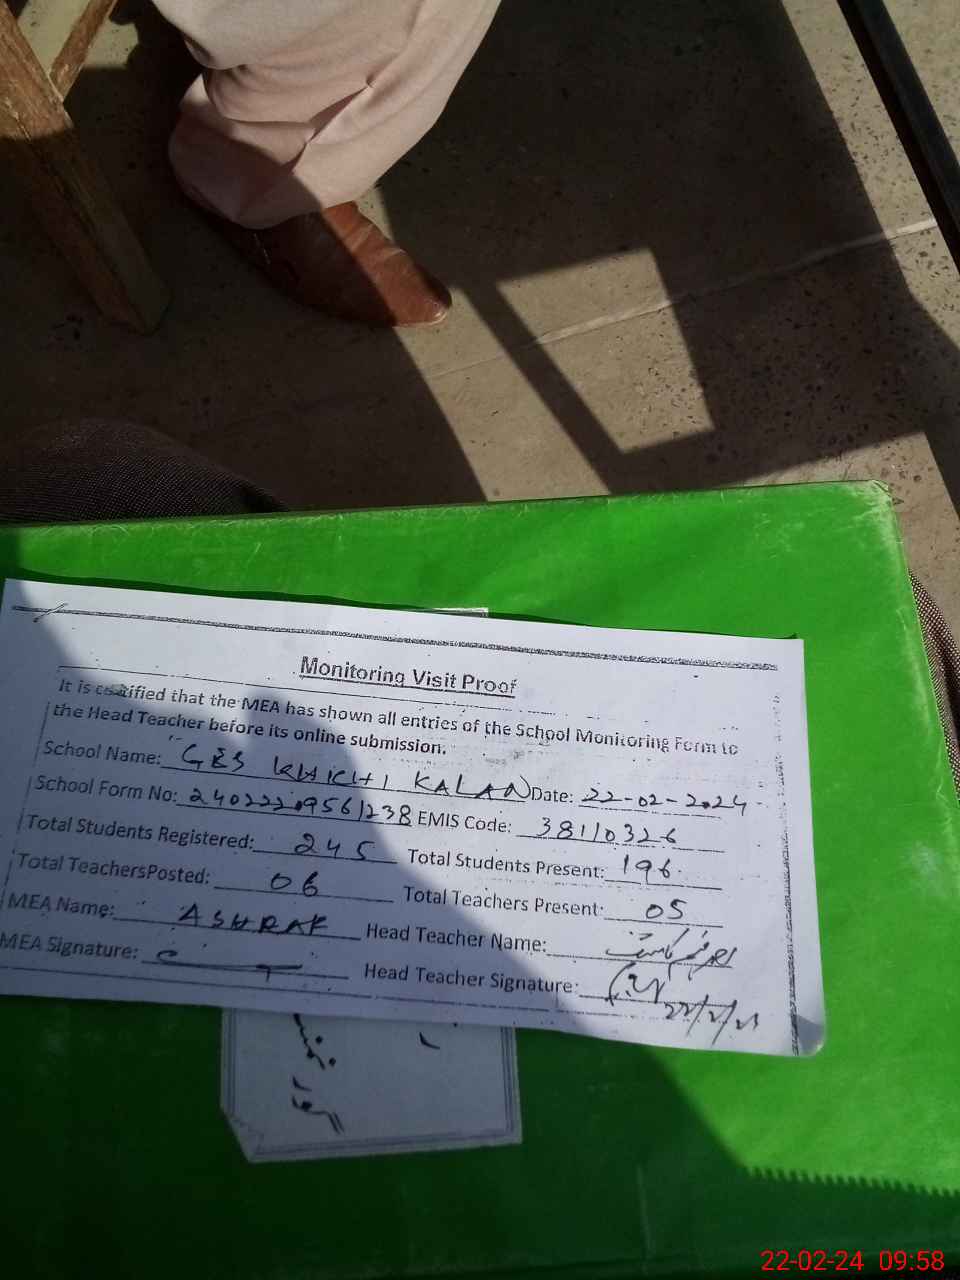 Monitoring Visit Proof
It is certified that the MEA has shown all entries of the School Monitoring Form to
the Head Teacher before its online submission.
School Name: GES KHICHI KALAN Date: 22-02-2024
School Form No: 24022209561238 EMIS Code: 38110326
Total Students Registered: 245 Total Students Present: 196
Total TeachersPosted: 06 Total Teachers Present: 05
MEA Name: ASHRAF Head Teacher Name:
MEA Signature: Head Teacher Signature:
22-02-24 09:58